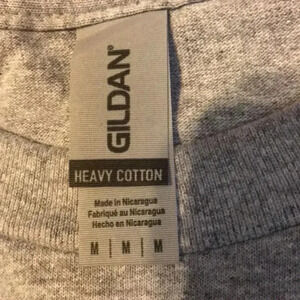 GILDAN®
HEAVY COTTON
Made in Nicaragua
Fabriqué au Nicaragua
Hecho en Nicaragua
M | M | M